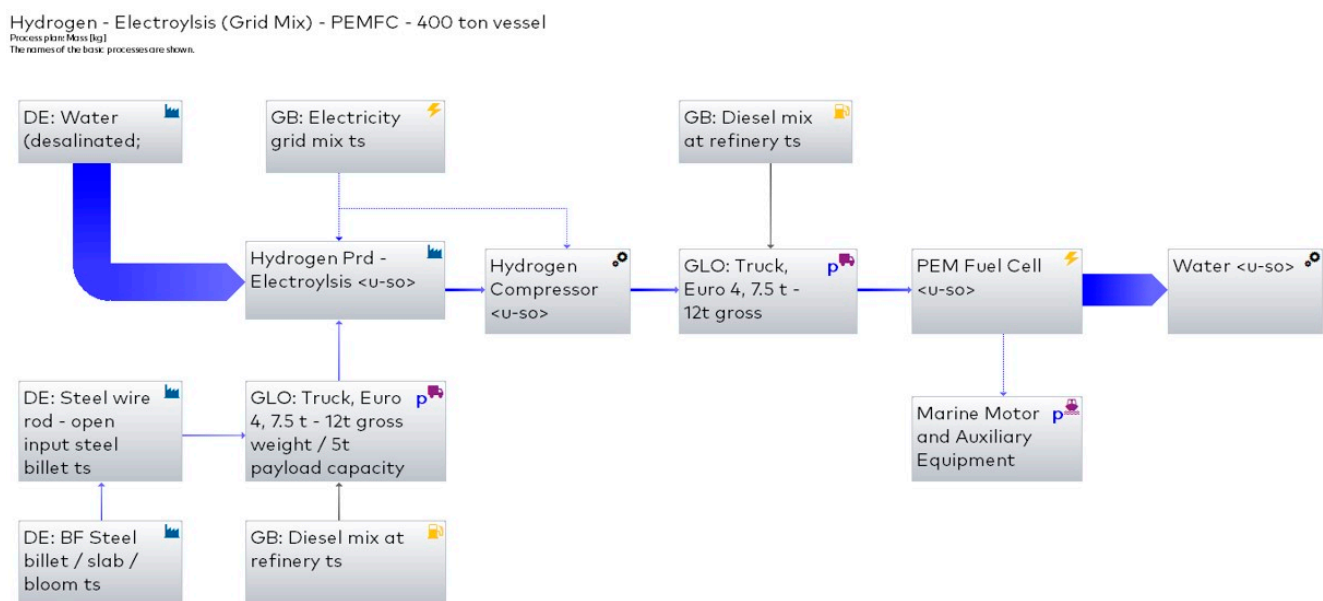 Hydrogen - Electroylsis (Grid Mix) - PEMFC - 400 ton vessel
Process plan: Mass [kg]
The names of the basic processes are shown.
DE: Water
(desalinated;
GB: Electricity
grid mix ts
GB: Diesel mix
at refinery ts
Hydrogen Prd -
Electroylsis <u-so>
Hydrogen
Compressor
<u-so>
GLO: Truck,
Euro 4, 7.5 t -
12t gross
p
PEM Fuel Cell
<u-so>
Water <u-so>
DE: Steel wire
rod - open
input steel
billet ts
GLO: Truck, Euro
4, 7.5 t - 12t gross
weight / 5t
payload capacity
p
Marine Motor
and Auxiliary
Equipment
p
DE: BF Steel
billet / slab /
bloom ts
GB: Diesel mix at
refinery ts